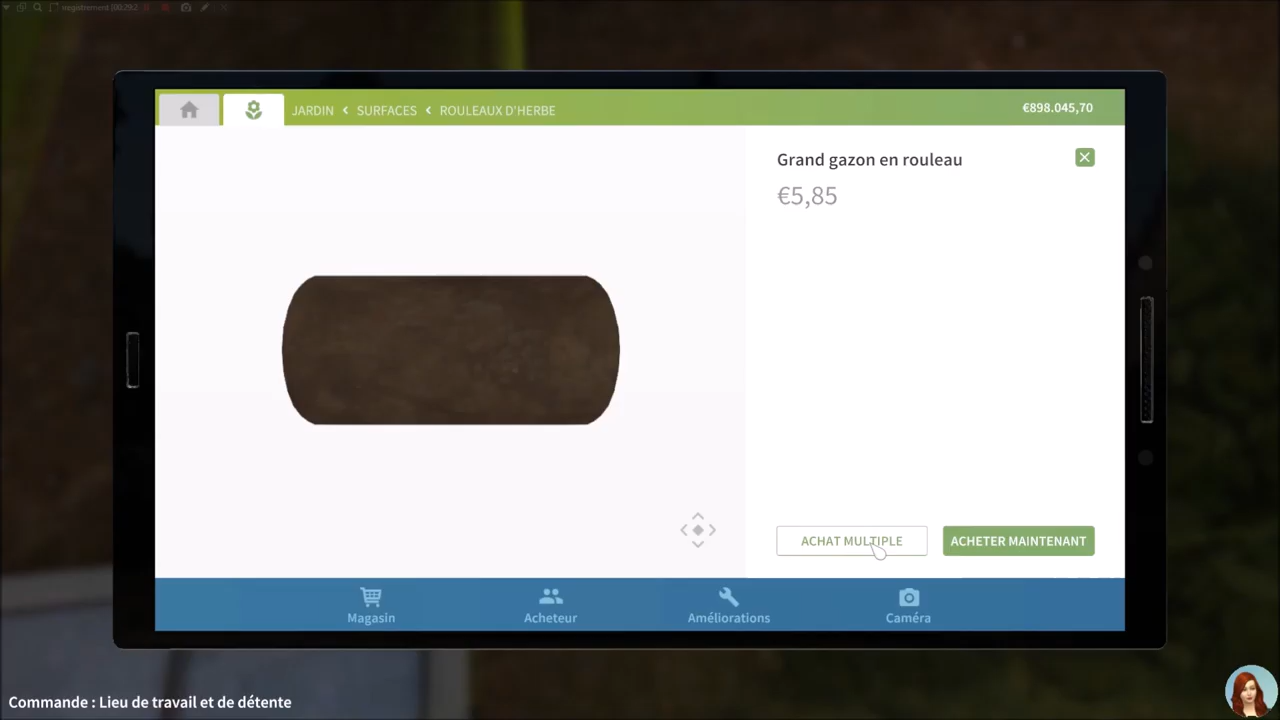 JARDIN < SURFACES < ROULEAUX D'HERBE
€898.045,70
Grand gazon en rouleau
€5,85
ACHAT MULTIPLE
ACHETER MAINTENANT
Magasin
Acheteur
Améliorations
Caméra
Commande : Lieu de travail et de détente